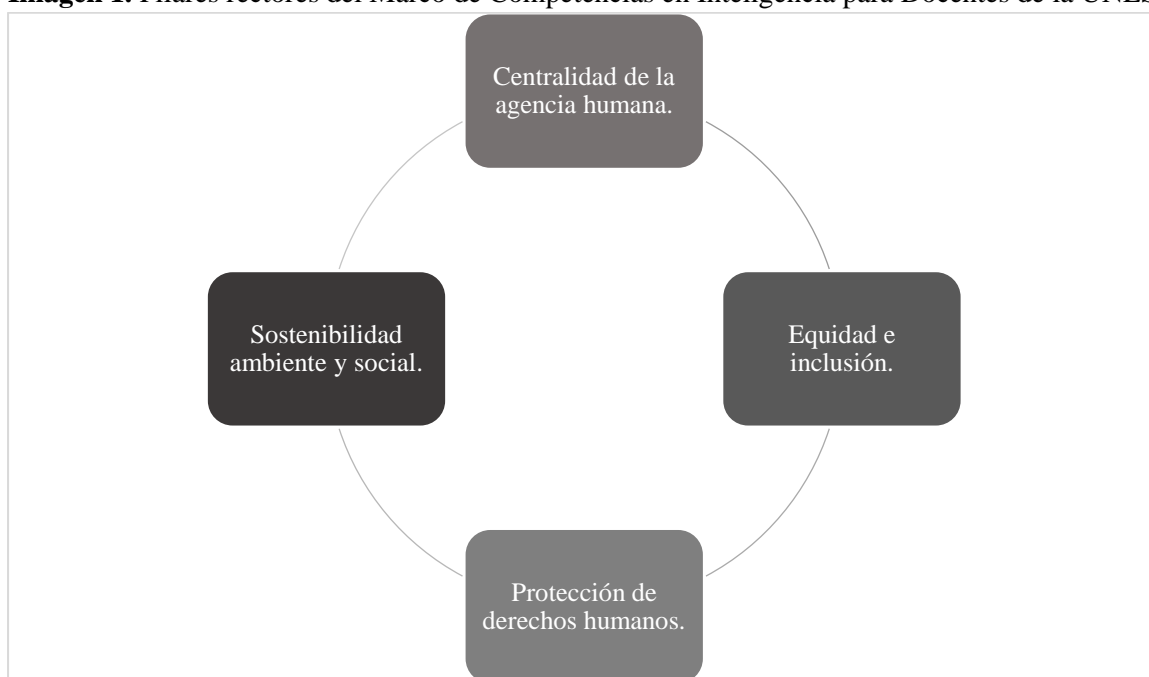 Imagen 1. Pilares rectores del Marco de Competencias en Inteligencia para Docentes de la UNES
Centralidad de la
agencia humana.
Equidad e
inclusión.
Protección de
derechos humanos.
Sostenibilidad
ambiente y social.